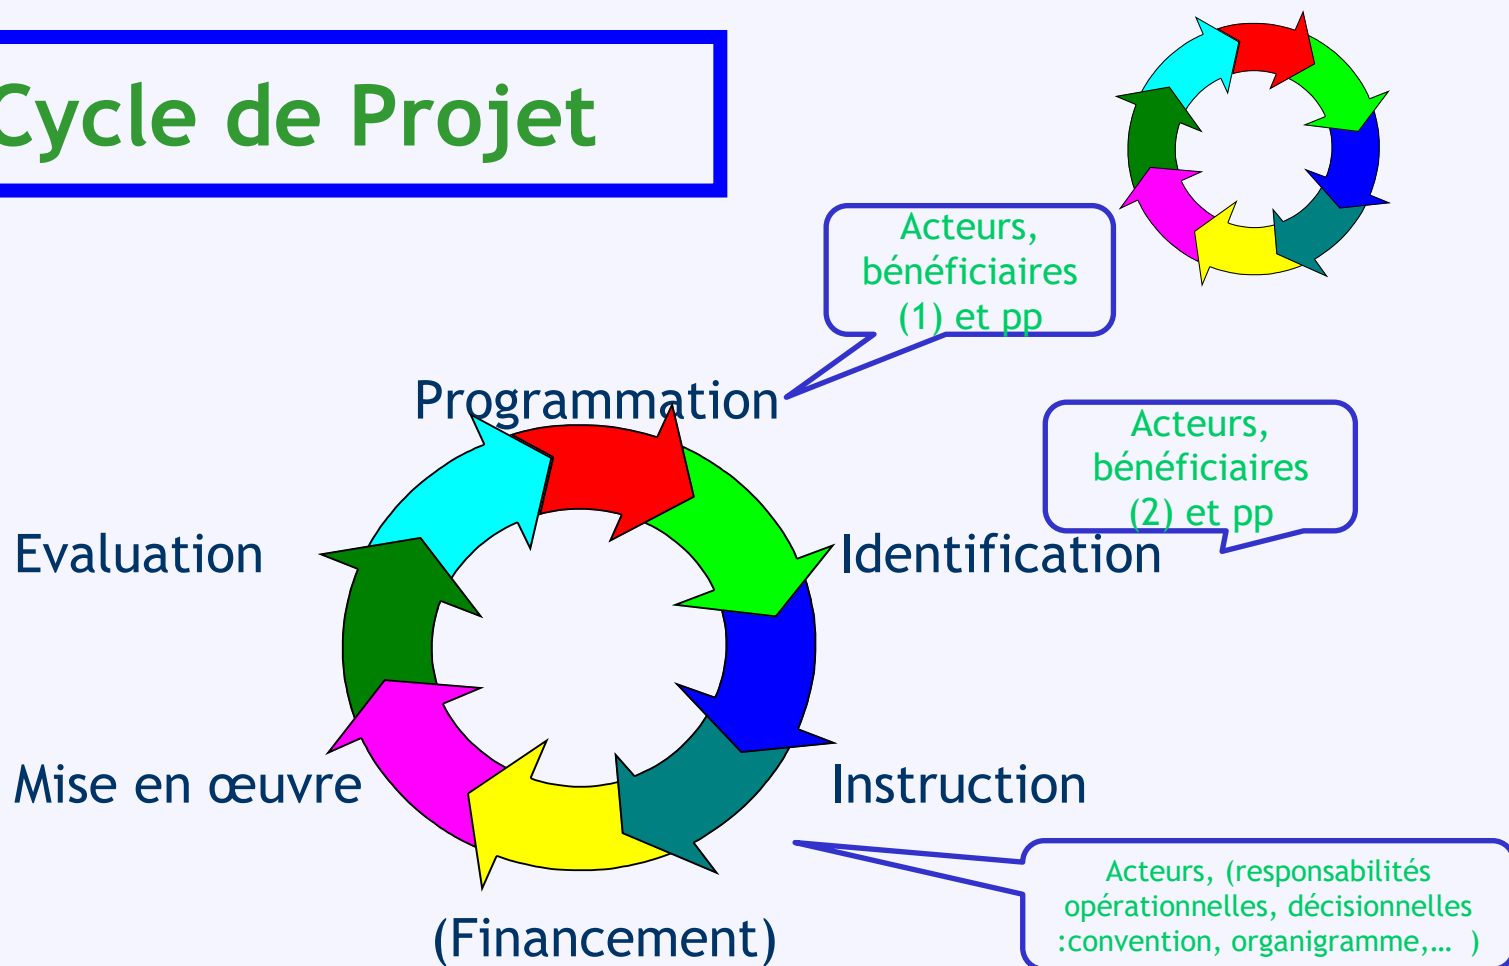 Cycle de Projet
Acteurs,
bénéficiaires
(1) et pp
Programmation
Acteurs,
bénéficiaires
(2) et pp
Evaluation
Identification
Mise en œuvre
Instruction
Acteurs, (responsabilités
opérationnelles, décisionnelles
:convention, organigramme,… )
(Financement)